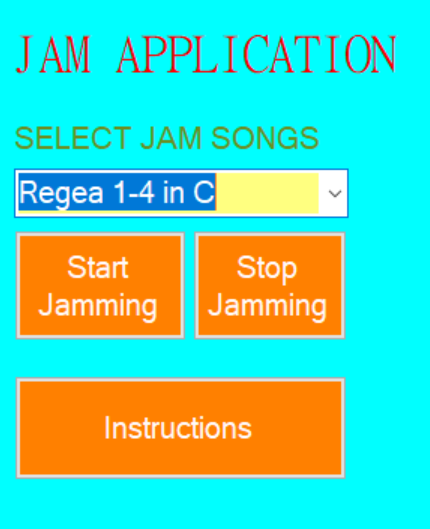 JAM APPLICATION
SELECT JAM SONGS
Regea 1-4 in C
Start
Jamming
Stop
Jamming
Instructions